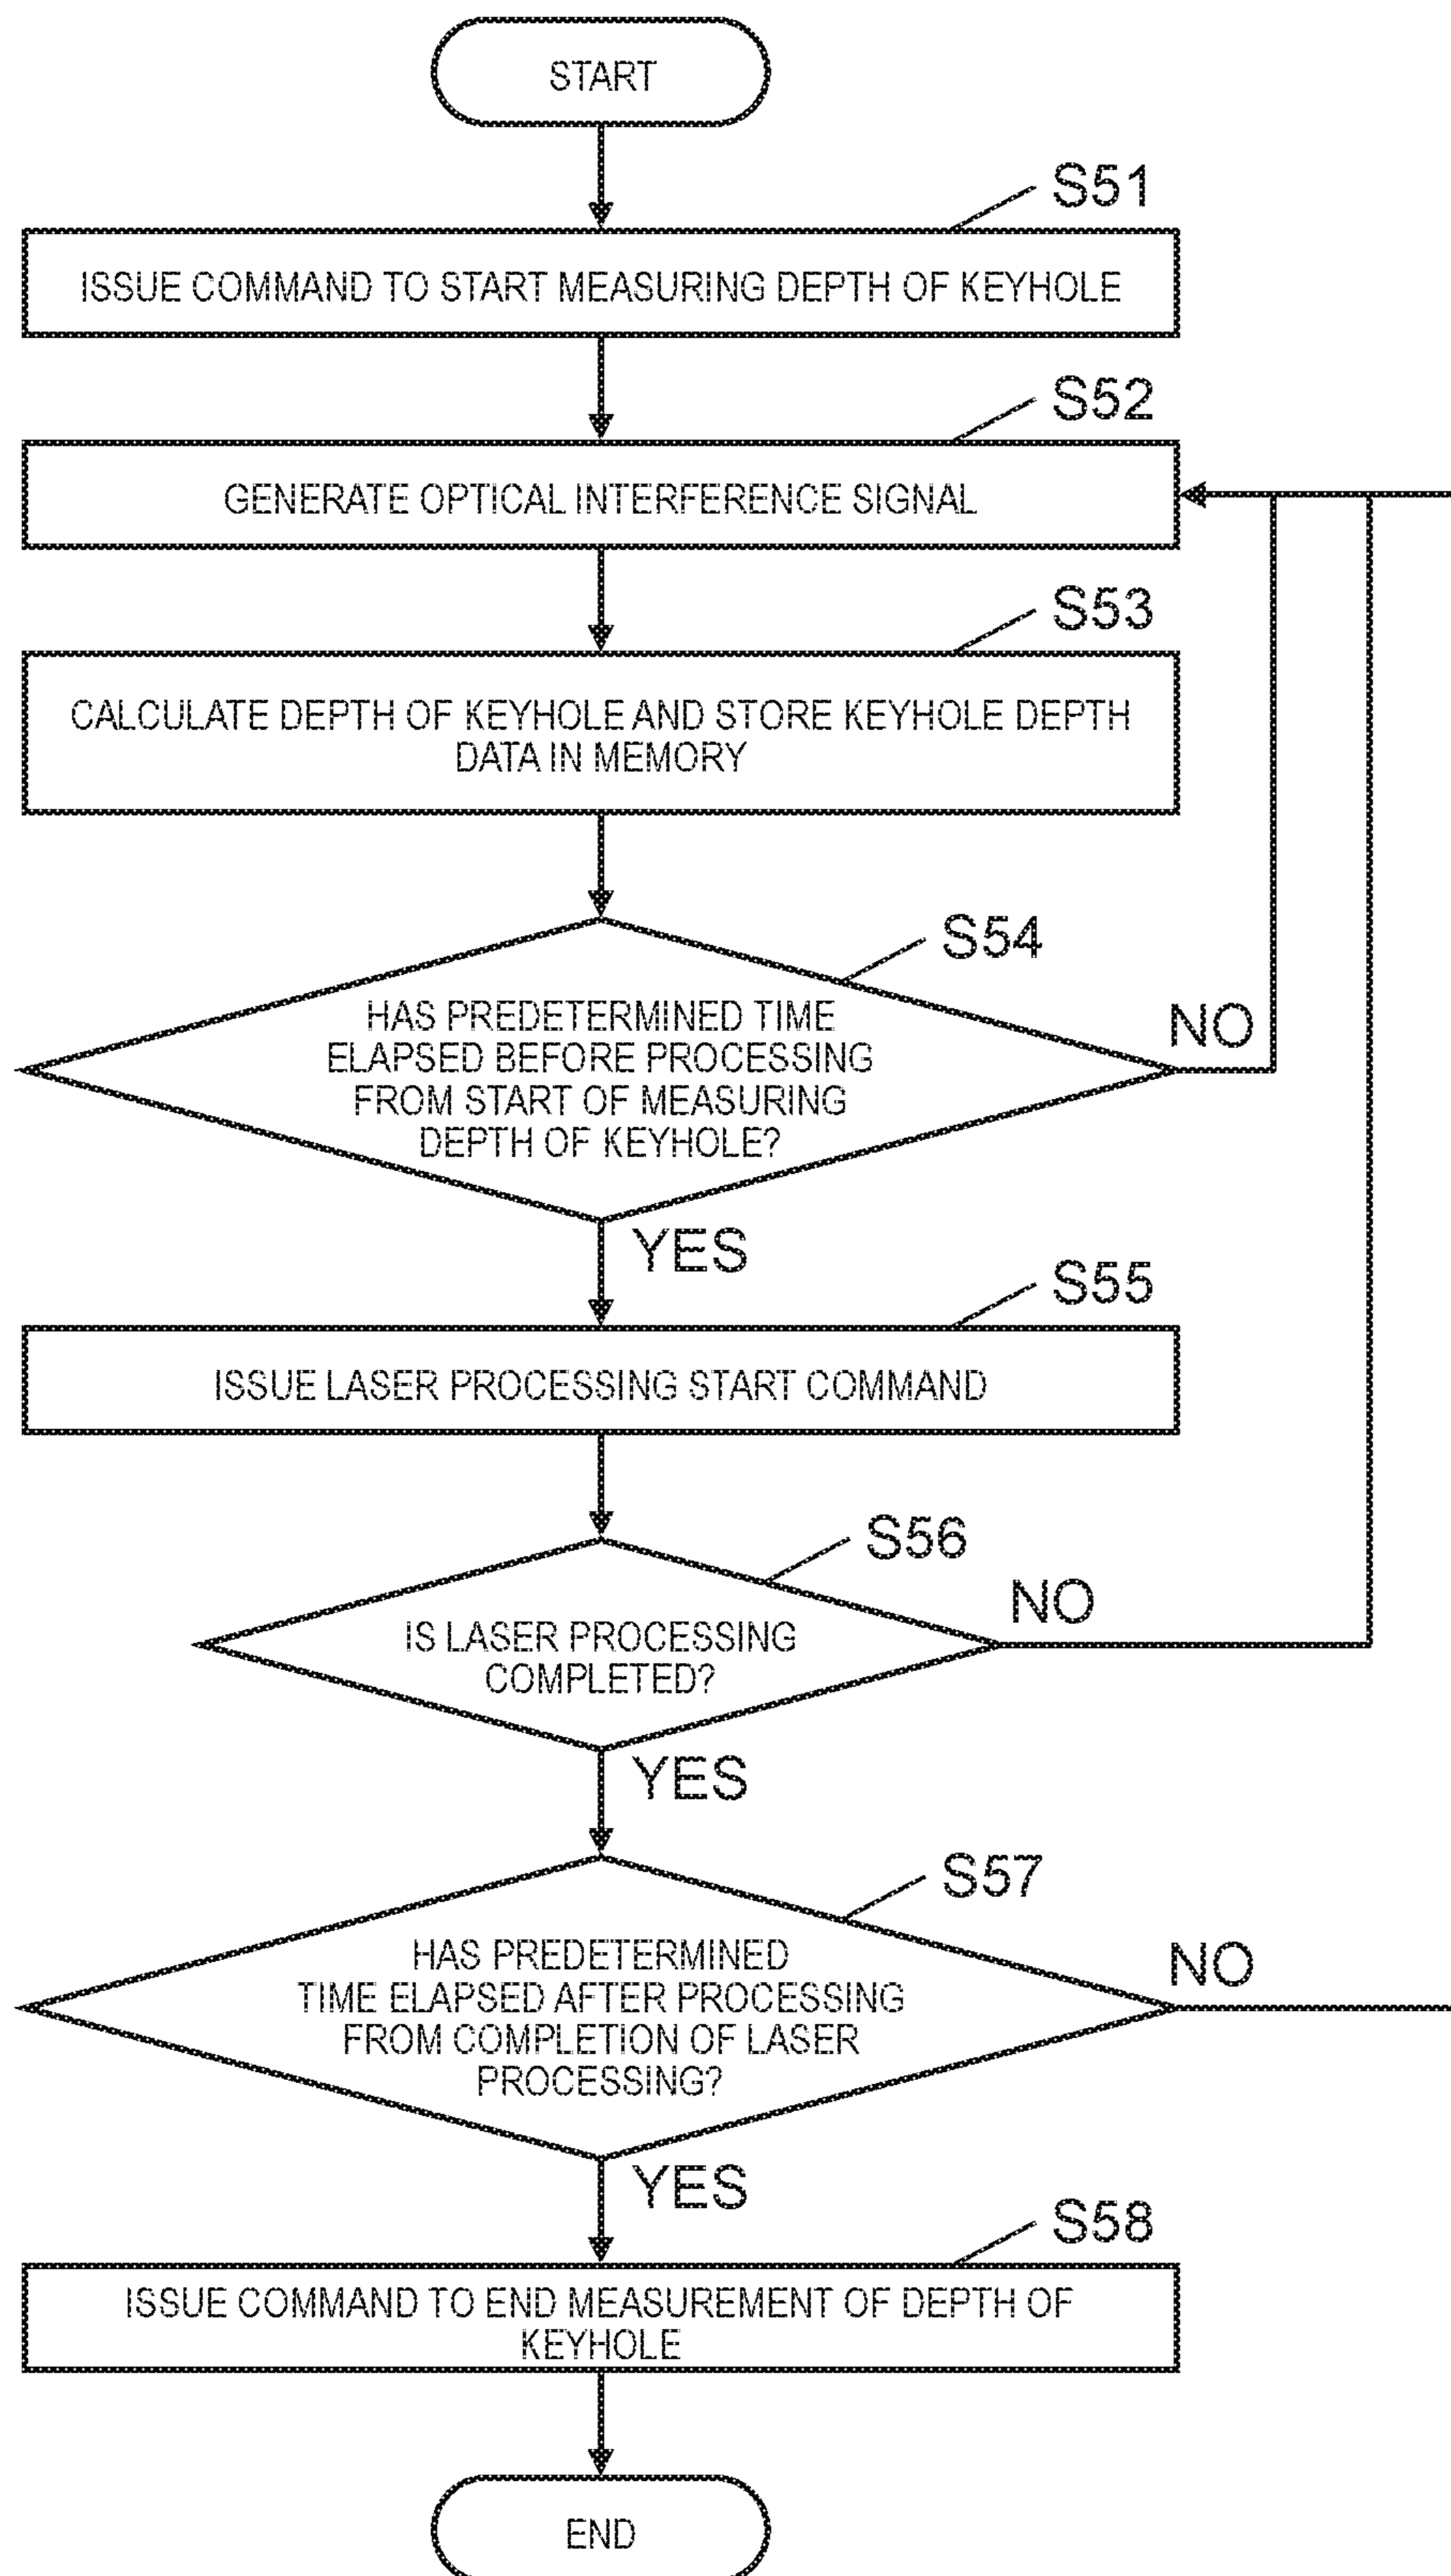 START
S51
ISSUE COMMAND TO START MEASURING DEPTH OF KEYHOLE
S52
GENERATE OPTICAL INTERFERENCE SIGNAL
S53
CALCULATE DEPTH OF KEYHOLE AND STORE KEYHOLE DEPTH
DATA IN MEMORY
S54
HAS PREDETERMINED TIME
ELAPSED BEFORE PROCESSING
FROM START OF MEASURING
DEPTH OF KEYHOLE?
NO
YES
S55
ISSUE LASER PROCESSING START COMMAND
S56
IS LASER PROCESSING
COMPLETED?
NO
YES
S57
HAS PREDETERMINED
TIME ELAPSED AFTER PROCESSING
FROM COMPLETION OF LASER
PROCESSING?
NO
YES
S58
ISSUE COMMAND TO END MEASUREMENT OF DEPTH OF
KEYHOLE
END